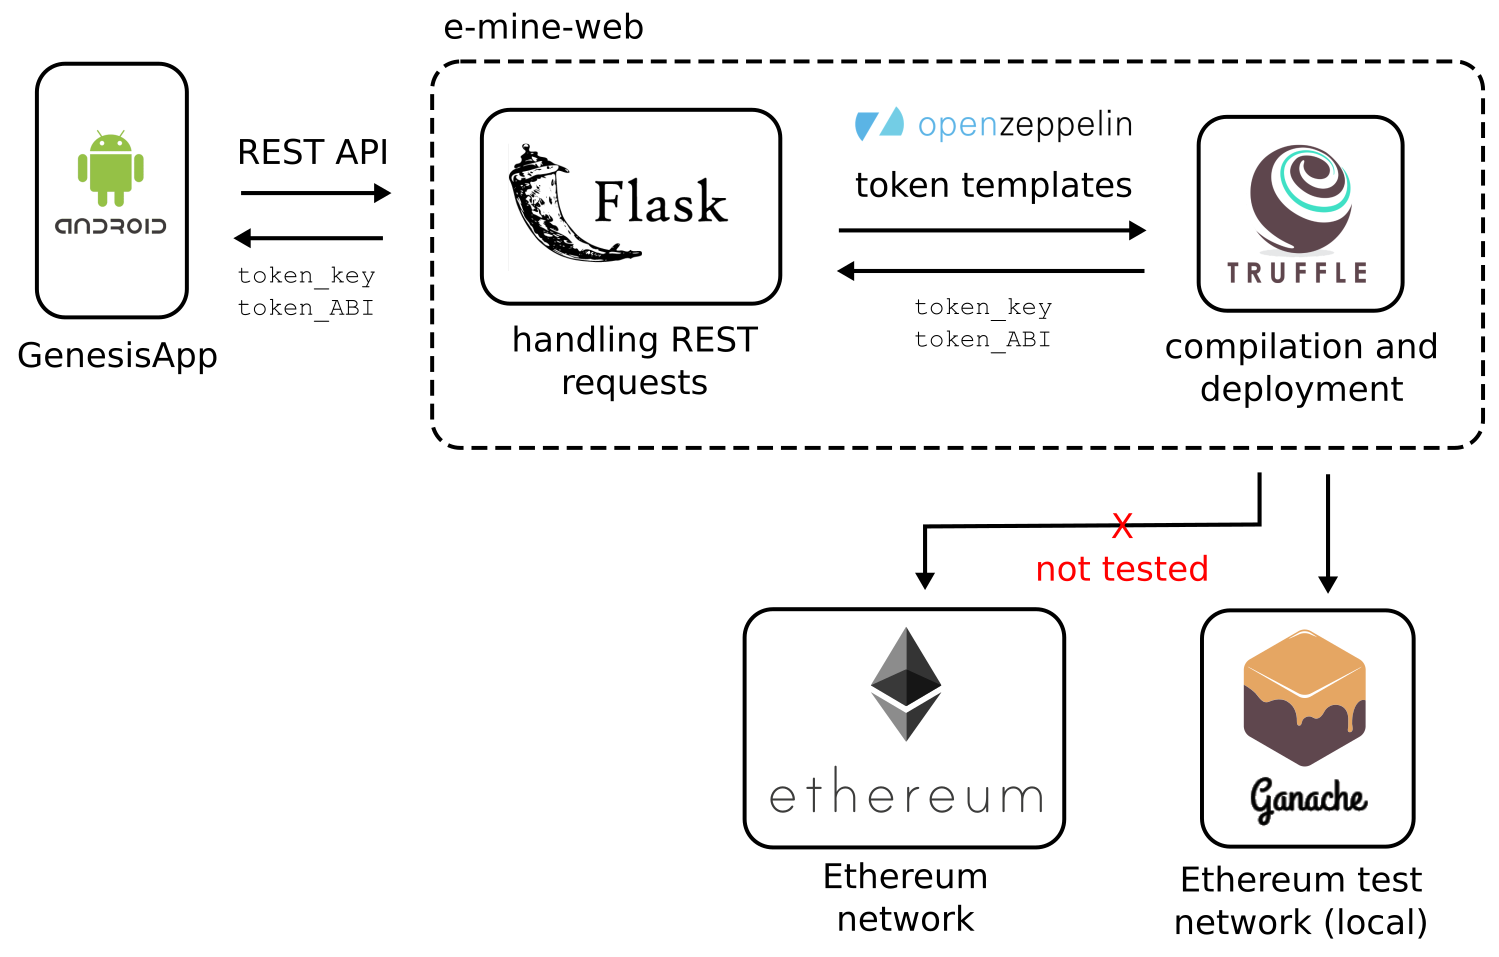 e-mine-web
ANDROID
GenesisApp
REST API
token_key
token_ABI
Flask
handling REST
requests
openzeppelin
token templates
token_key
token_ABI
TRUFFLE
compilation and
deployment
X
not tested
ethereum
Ethereum
network
Ganache
Ethereum test
network (local)